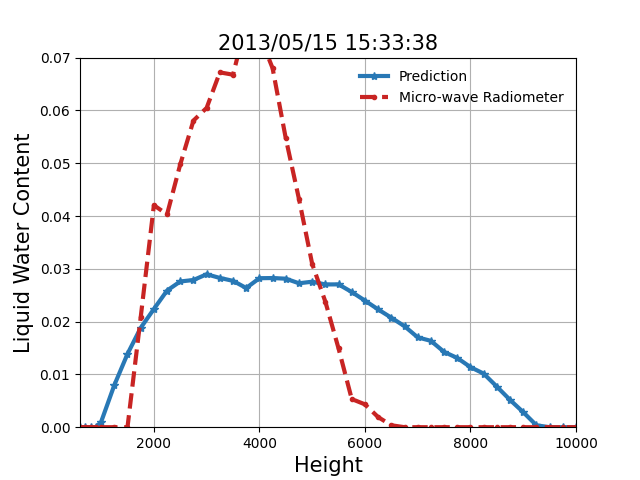 2013/05/15 15:33:38
Prediction
Micro-wave Radiometer
Liquid Water Content
0.07
0.06
0.05
0.04
0.03
0.02
0.01
0.00
2000 4000 6000 8000 10000
Height